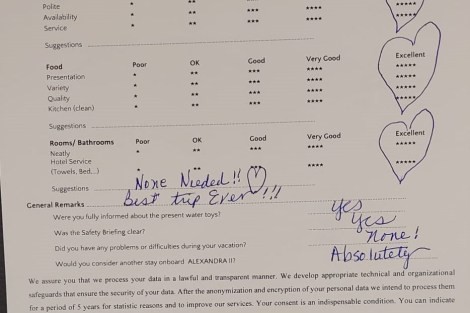 Polite * ** *** **** *****
Availability * ** *** **** *****
Service * ** *** ****
Suggestions
Food Poor OK Good Very Good Excellent
Presentation * ** *** **** *****
Variety * ** *** **** *****
Quality * ** *** **** *****
Kitchen (clean) * ** *** **** *****
Suggestions
Rooms/ Bathrooms Poor OK Good Very Good Excellent
Neatly * ** *** **** *****
Hotel Service
(Towels, Bed...) * ** *** **** *****
Suggestions None Needed!!
General Remarks Best trip Ever!!!
Were you fully informed about the present water toys? yes
Was the Safety Briefing clear? yes
Did you have any problems or difficulties during your vacation? None!
Would you consider another stay onboard ALEXANDRA II? Absolutely
We assure you that we process your data in a lawful and transparent manner. We develop appropriate technical and organizational
safeguards that ensure the security of your data. After the anonymization and encryption of your personal data we intend to process them
for a period of 5 years for statistic reasons and to improve our services. Your consent is an indispensable condition. You can indicate